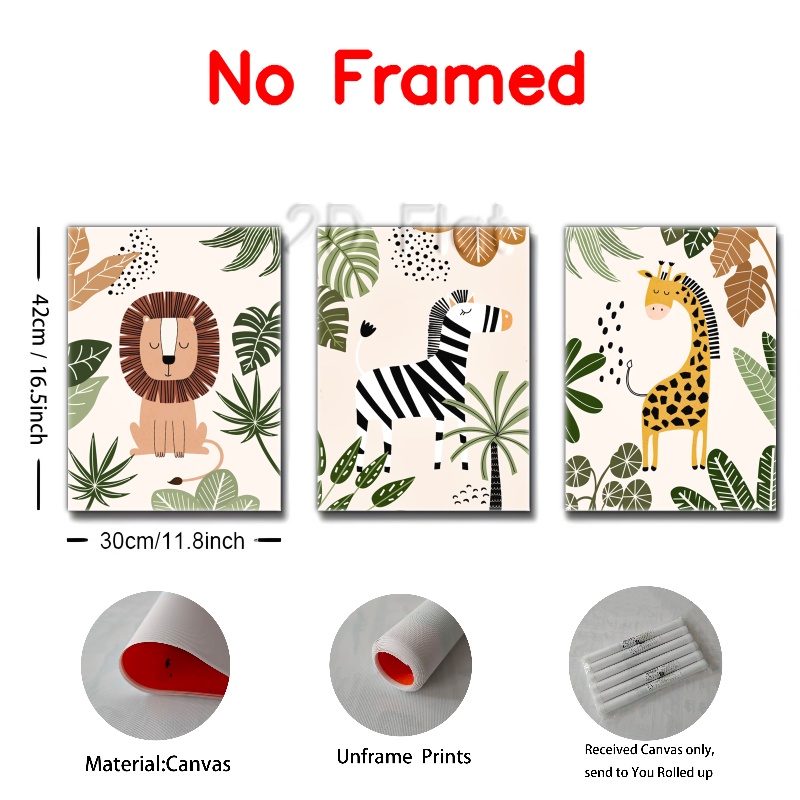 No Framed
2D Flat
42cm / 16.5inch
30cm/11.8inch
Material:Canvas
Unframe Prints
Received Canvas only,
send to You Rolled up